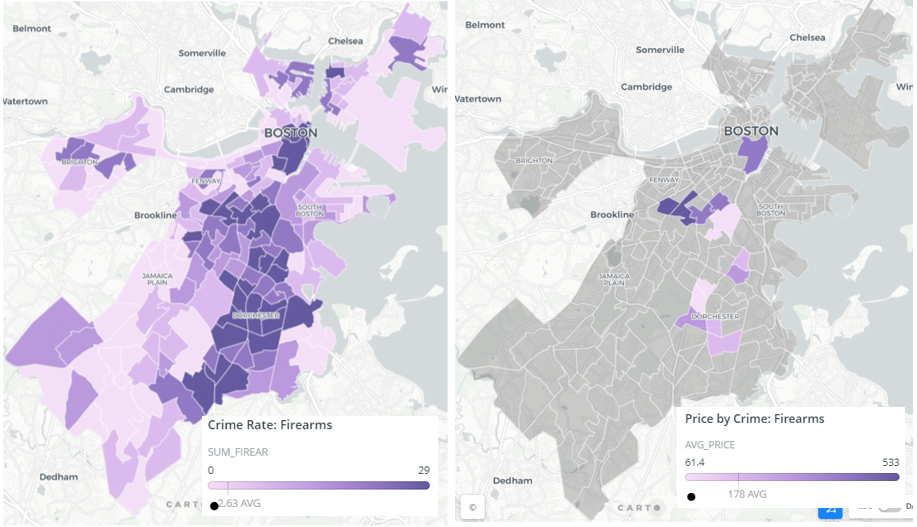 Belmont
Somerville
Chelsea
Cambridge
Watertown
Win
BOSTON
BRIGHTON
FENWAY
Brookline
SOUTH
BOSTON
JAMAICA
PLAIN
DORCHESTER
Dedham
CART
Crime Rate: Firearms
SUM_FIREAR
0 29
2.63 AVG
Belmont
Somerville
Chelsea
Cambridge
Watertown
Win
BOSTON
BRIGHTON
FENWAY
Brookline
SOUTH
BOSTON
JAMAICA
PLAIN
DORCHESTER
Dedham
©
CARTO
Price by Crime: Firearms
AVG_PRICE
61.4 533
178 AVG